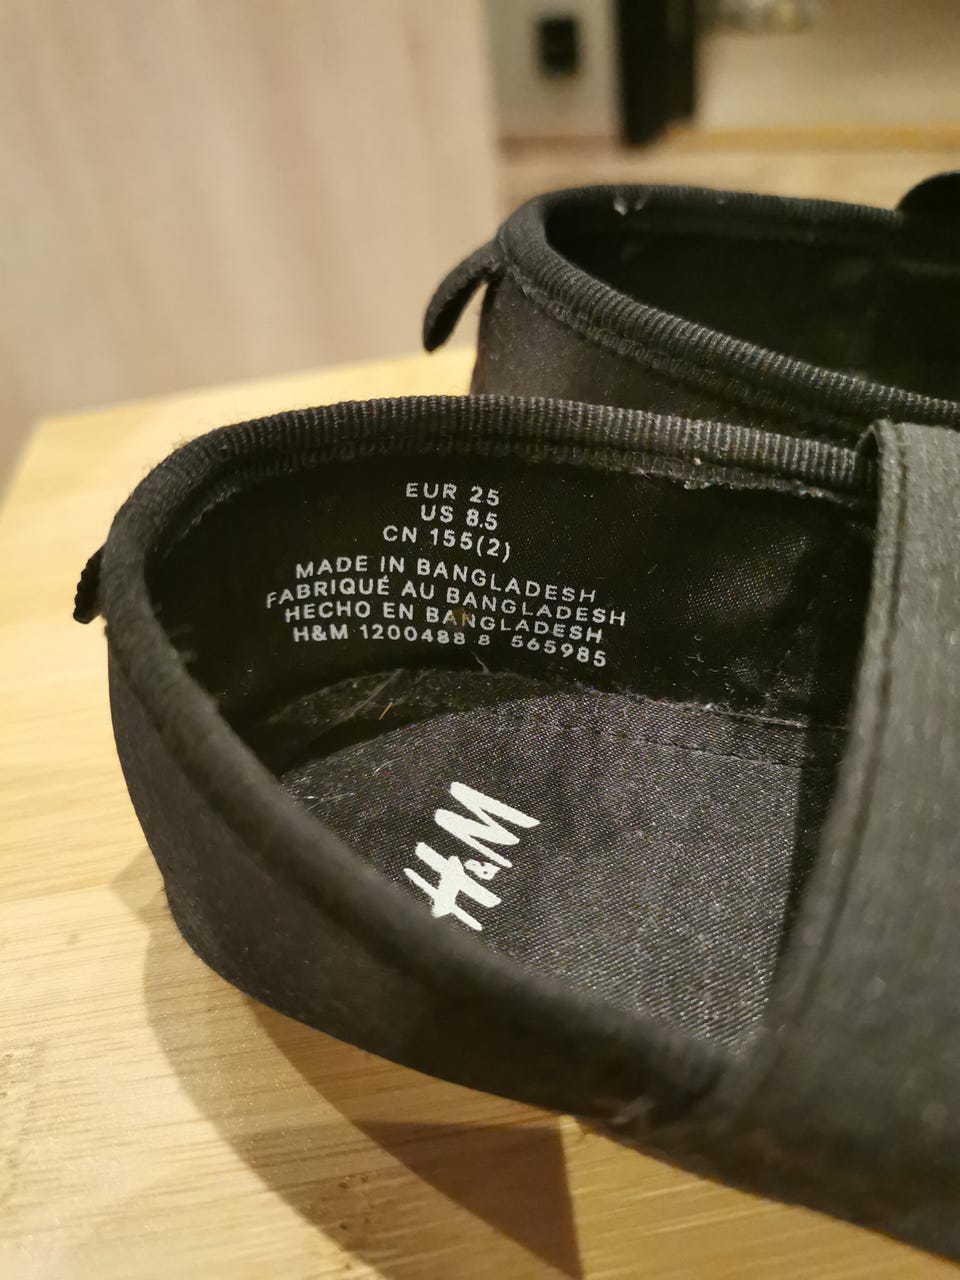 EUR 25
US 8.5
CN 155(2)
MADE IN BANGLADESH
FABRIQUÉ AU BANGLADESH
HECHO EN BANGLADESH
H&M 1200488 8 565985
H&M